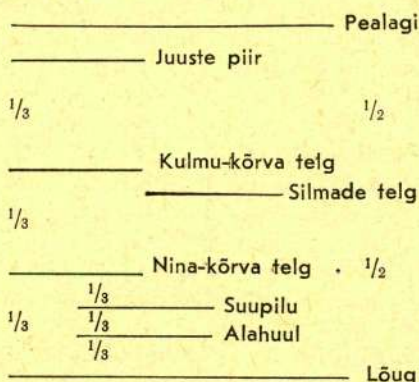 Pealagi
Juuste piir
1/3 1/2
Kulmu-kõrva telg
Silmade telg
1/3
Nina-kõrva telg . 1/2
1/3
Suupilu
1/3 1/3
Alahuul
1/3
Lõug